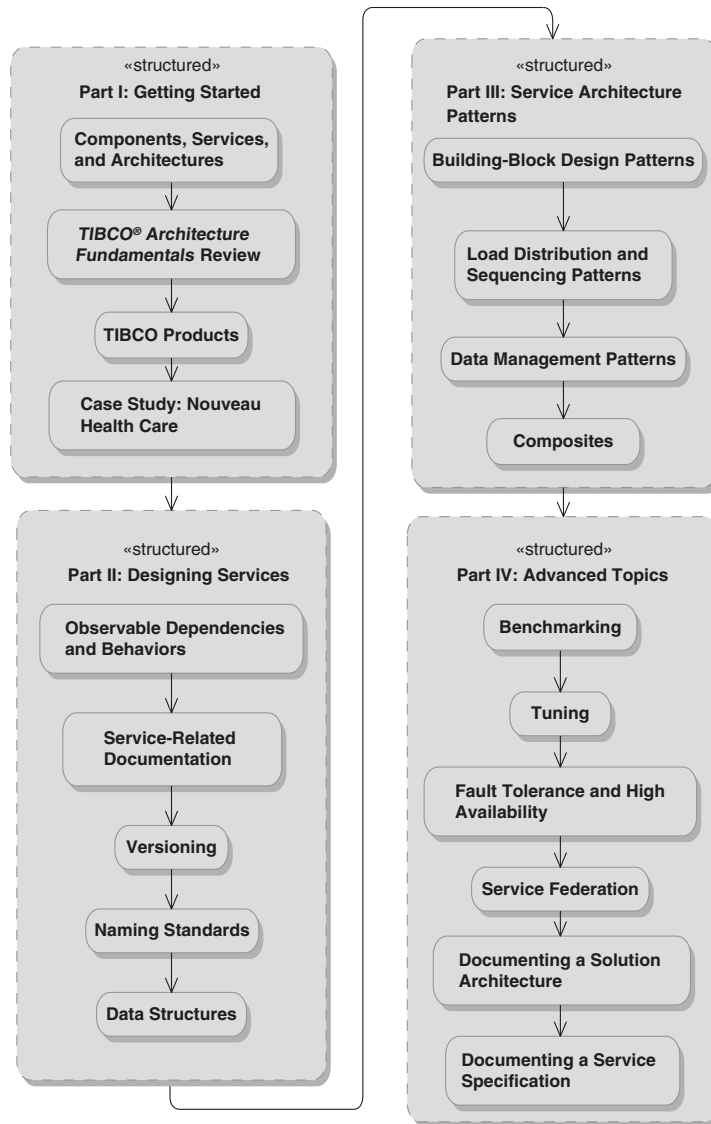 «structured»
Part I: Getting Started
Components, Services,
and Architectures
TIBCO® Architecture
Fundamentals Review
TIBCO Products
Case Study: Nouveau
Health Care
«structured»
Part II: Designing Services
Observable Dependencies
and Behaviors
Service-Related
Documentation
Versioning
Naming Standards
Data Structures
«structured»
Part III: Service Architecture
Patterns
Building-Block Design Patterns
Load Distribution and
Sequencing Patterns
Data Management Patterns
Composites
«structured»
Part IV: Advanced Topics
Benchmarking
Tuning
Fault Tolerance and High
Availability
Service Federation
Documenting a Solution
Architecture
Documenting a Service
Specification